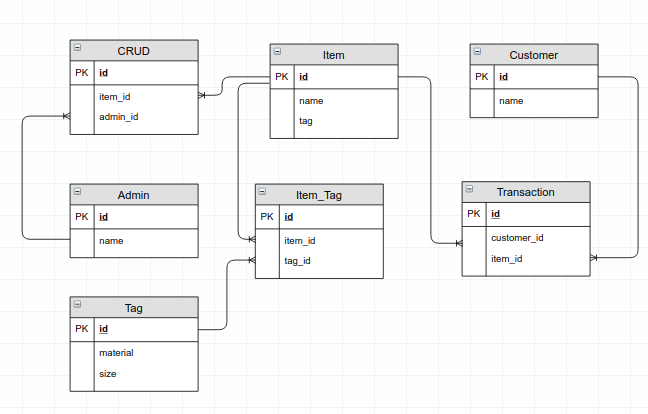 CRUD
PK id
item_id
admin_id
Item
PK id
name
tag
Customer
PK id
name
Admin
PK id
name
Item_Tag
PK id
item_id
tag_id
Transaction
PK id
customer_id
item_id
Tag
PK id
material
size